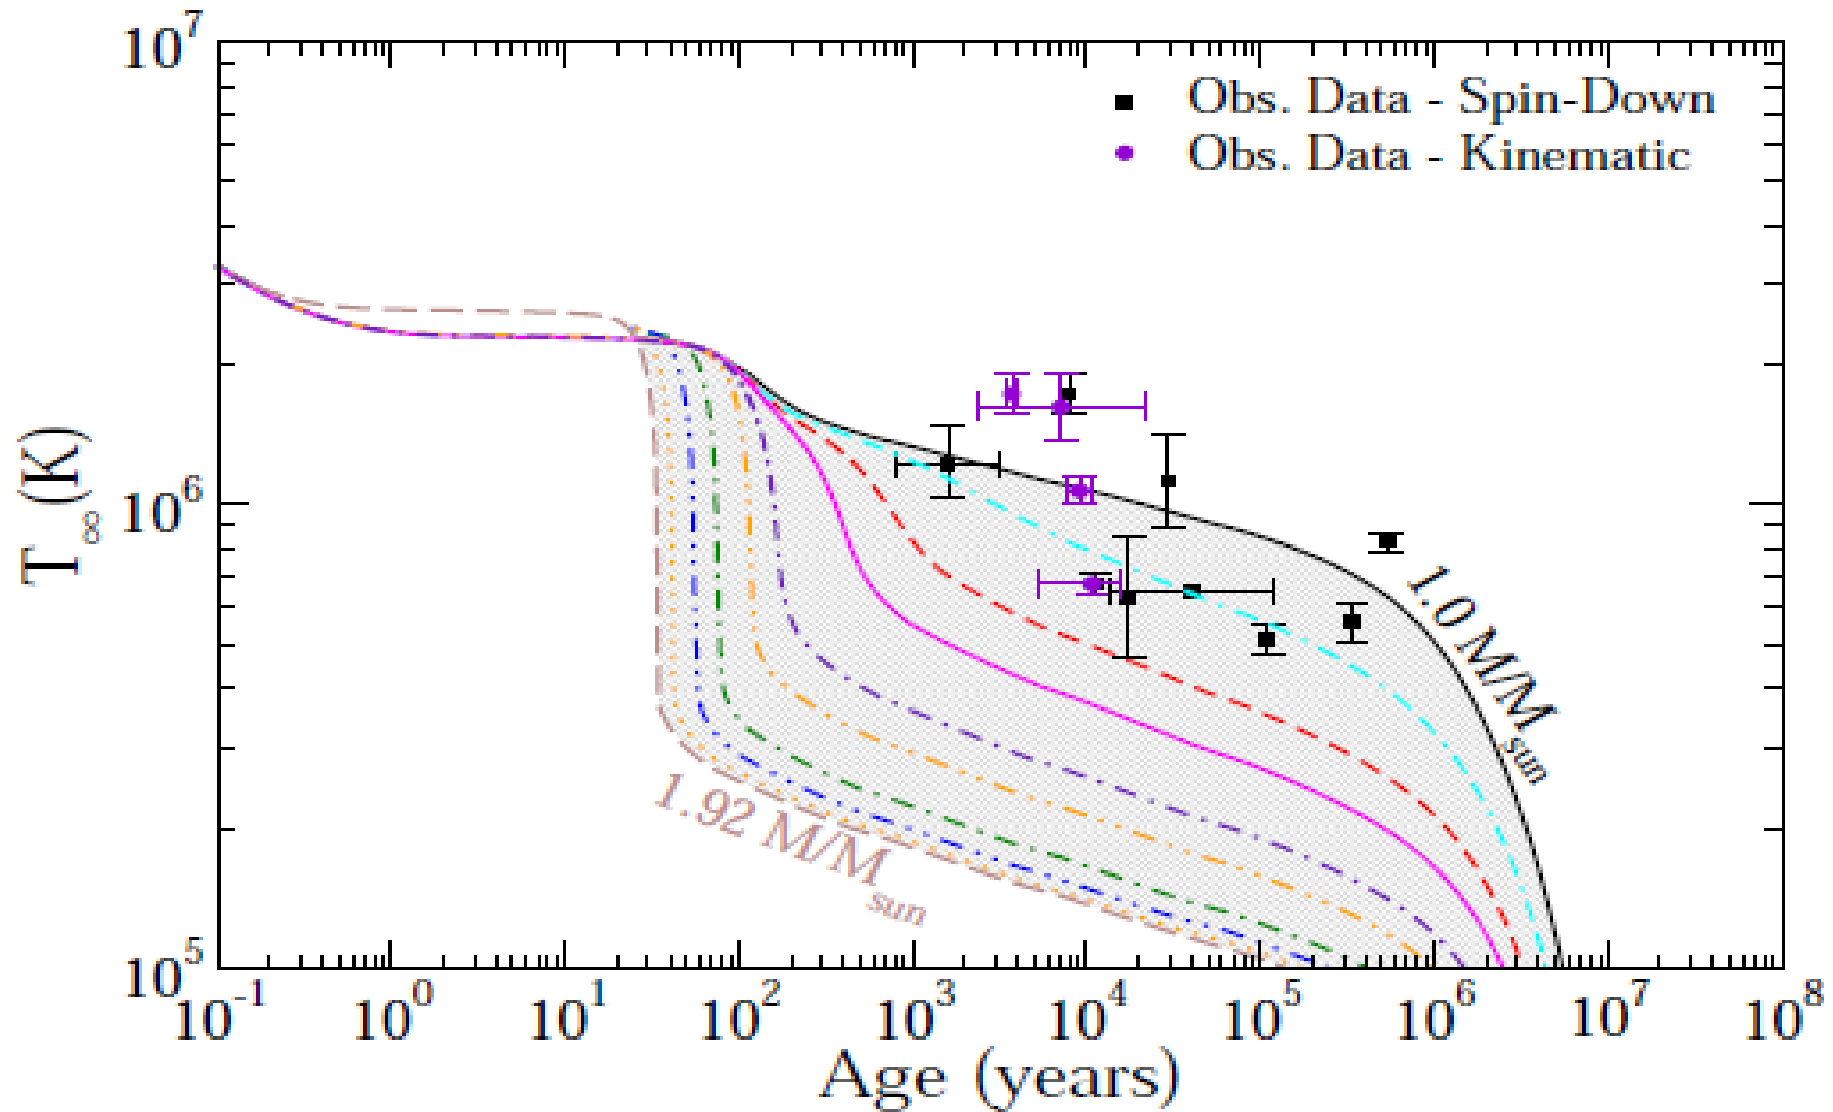 10^7
10^6
10^5
T∞ (K)
Obs. Data - Spin-Down
Obs. Data - Kinematic
1.0 M/M_sun
1.92 M/M_sun
10^-1 10^0 10^1 10^2 10^3 10^4 10^5 10^6 10^7 10^8
Age (years)